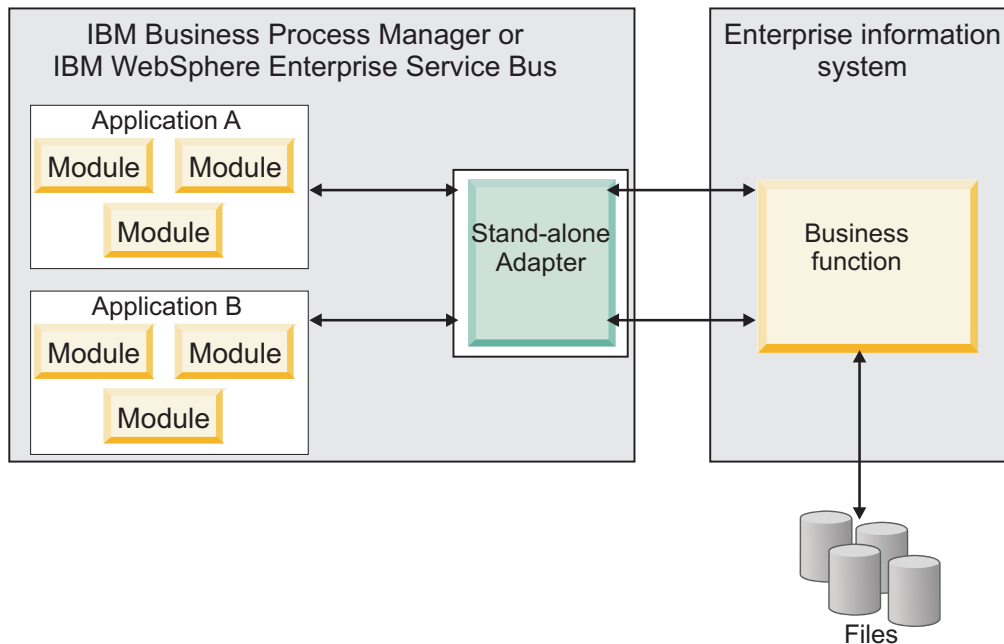 IBM Business Process Manager or
IBM WebSphere Enterprise Service Bus
Application A
Module
Module
Module
Application B
Module
Module
Module
Stand-alone
Adapter
Enterprise information
system
Business
function
Files